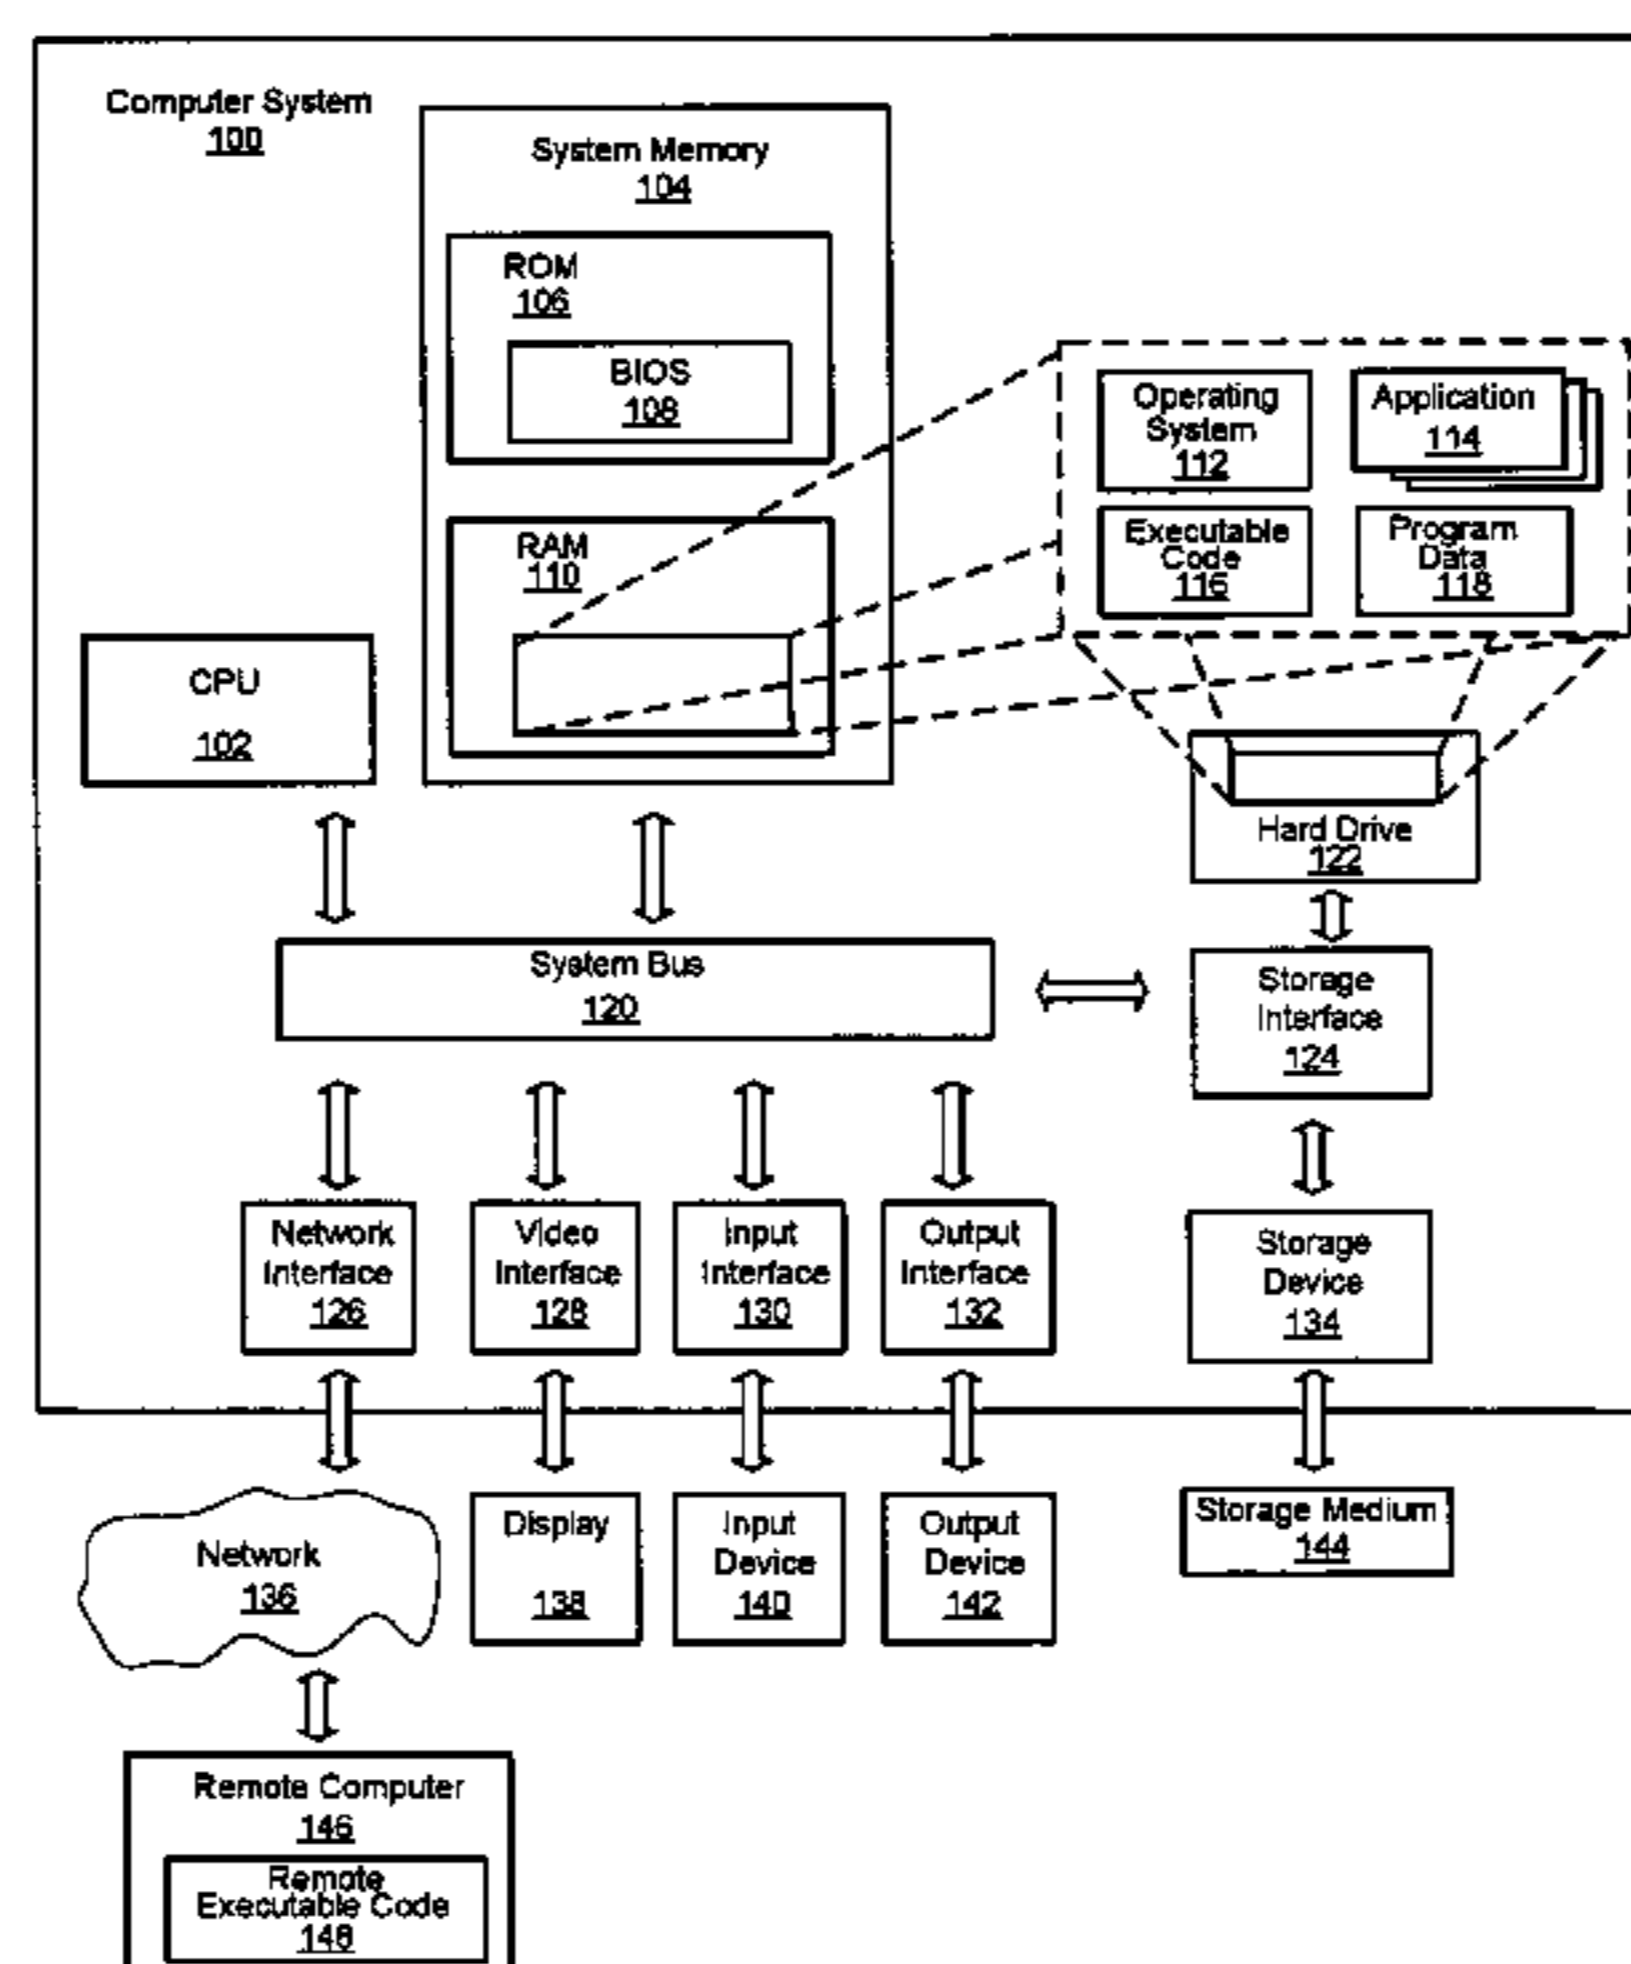 Computer System
100
System Memory
104
ROM
106
BIOS
108
RAM
110
Operating
System
112
Application
114
Executable
Code
116
Program
Data
118
CPU
102
Hard Drive
122
System Bus
120
Storage
Interface
124
Network
Interface
126
Video
Interface
128
Input
Interface
130
Output
Interface
132
Storage
Device
134
Network
136
Display
138
Input
Device
140
Output
Device
142
Storage Medium
144
Remote Computer
146
Remote
Executable Code
148